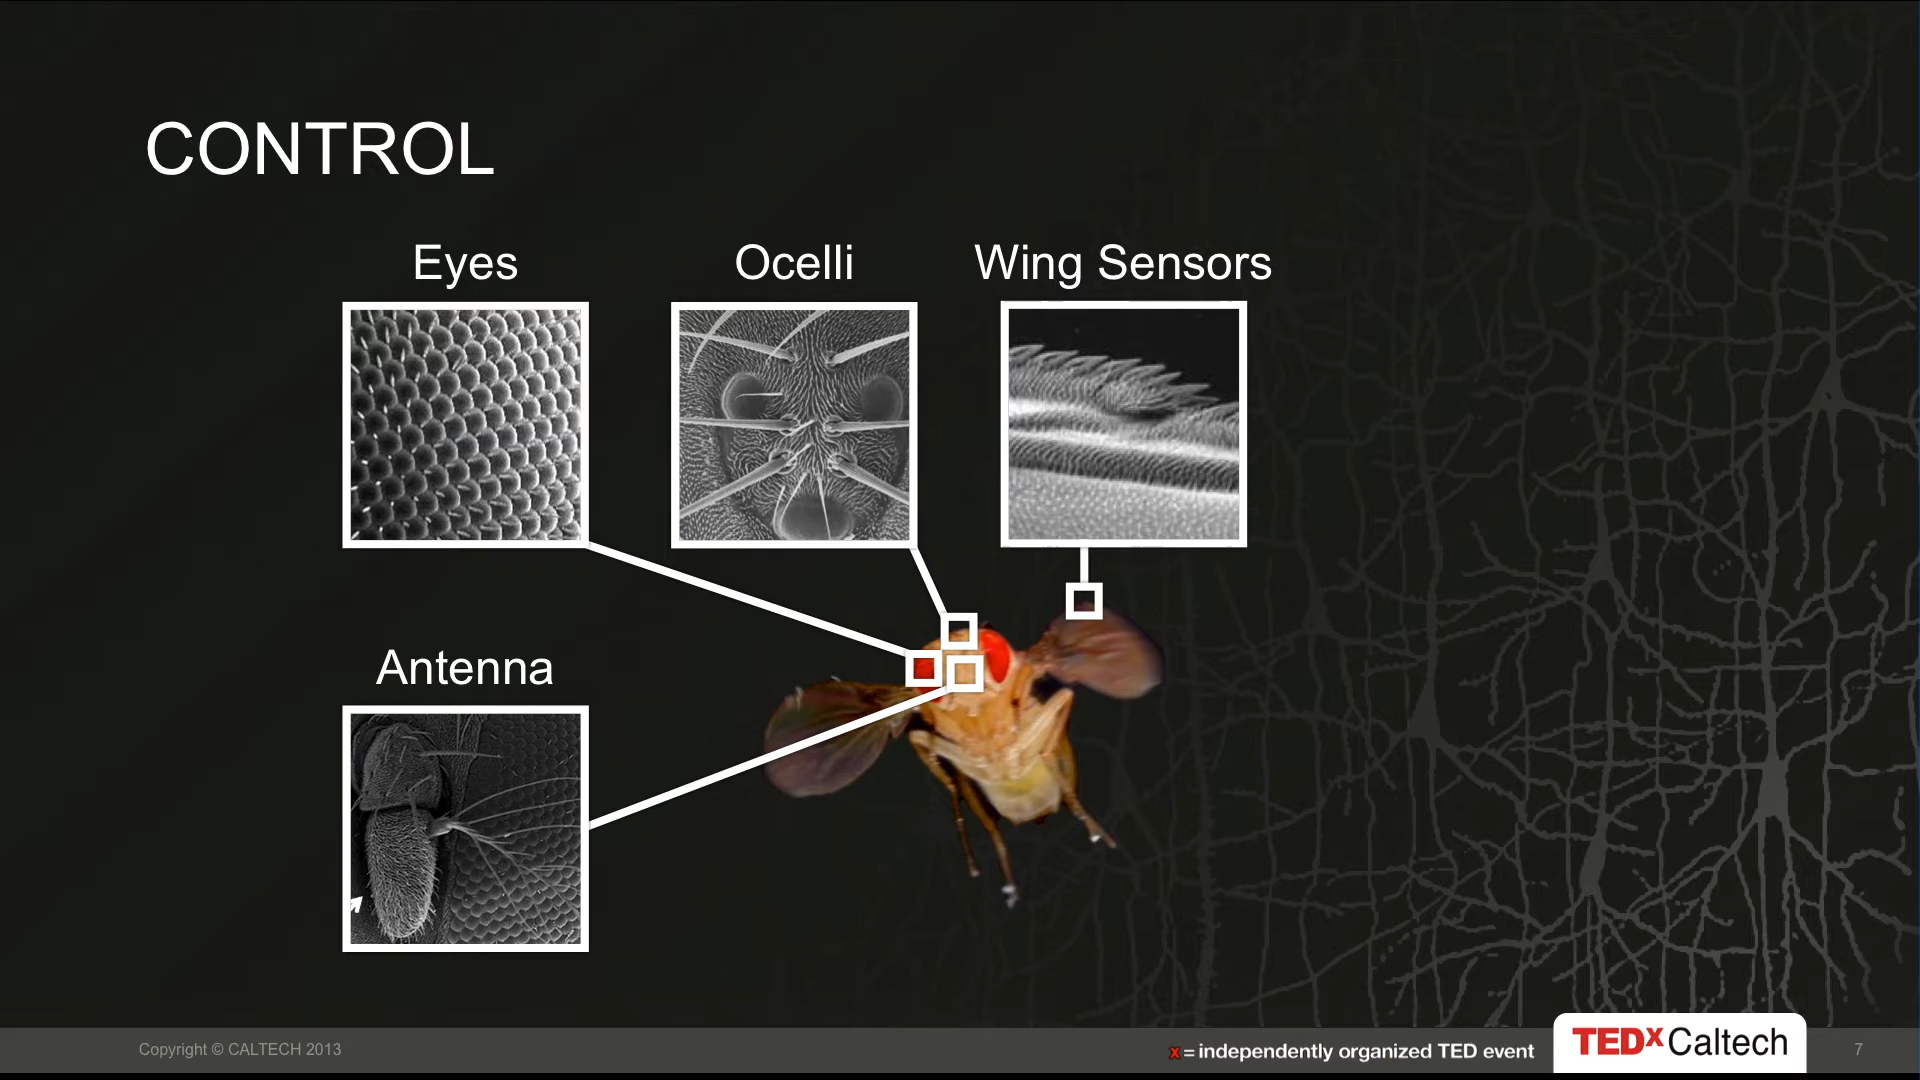 CONTROL
Eyes
Ocelli
Wing Sensors
Antenna
Copyright © CALTECH 2013
x=independently organized TED event
TEDxCaltech
7